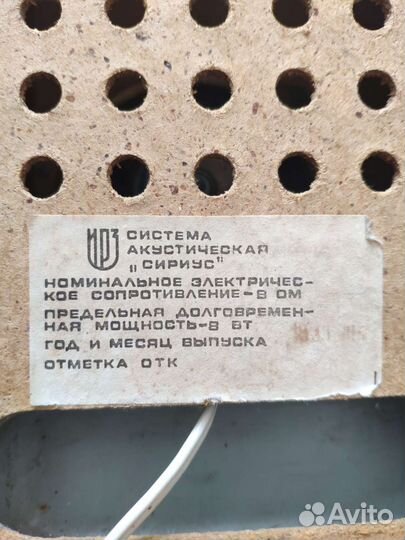 ИРЗ СИСТЕМА
АКУСТИЧЕСКАЯ
"СИРИУС"
НОМИНАЛЬНОЕ ЭЛЕКТРИЧЕС-
КОЕ СОПРОТИВЛЕНИЕ-8 ОМ
ПРЕДЕЛЬНАЯ ДОЛГОВРЕМЕН-
НАЯ МОЩНОСТЬ-8 ВТ
ГОД И МЕСЯЦ ВЫПУСКА
ОТМЕТКА ОТК
Avito